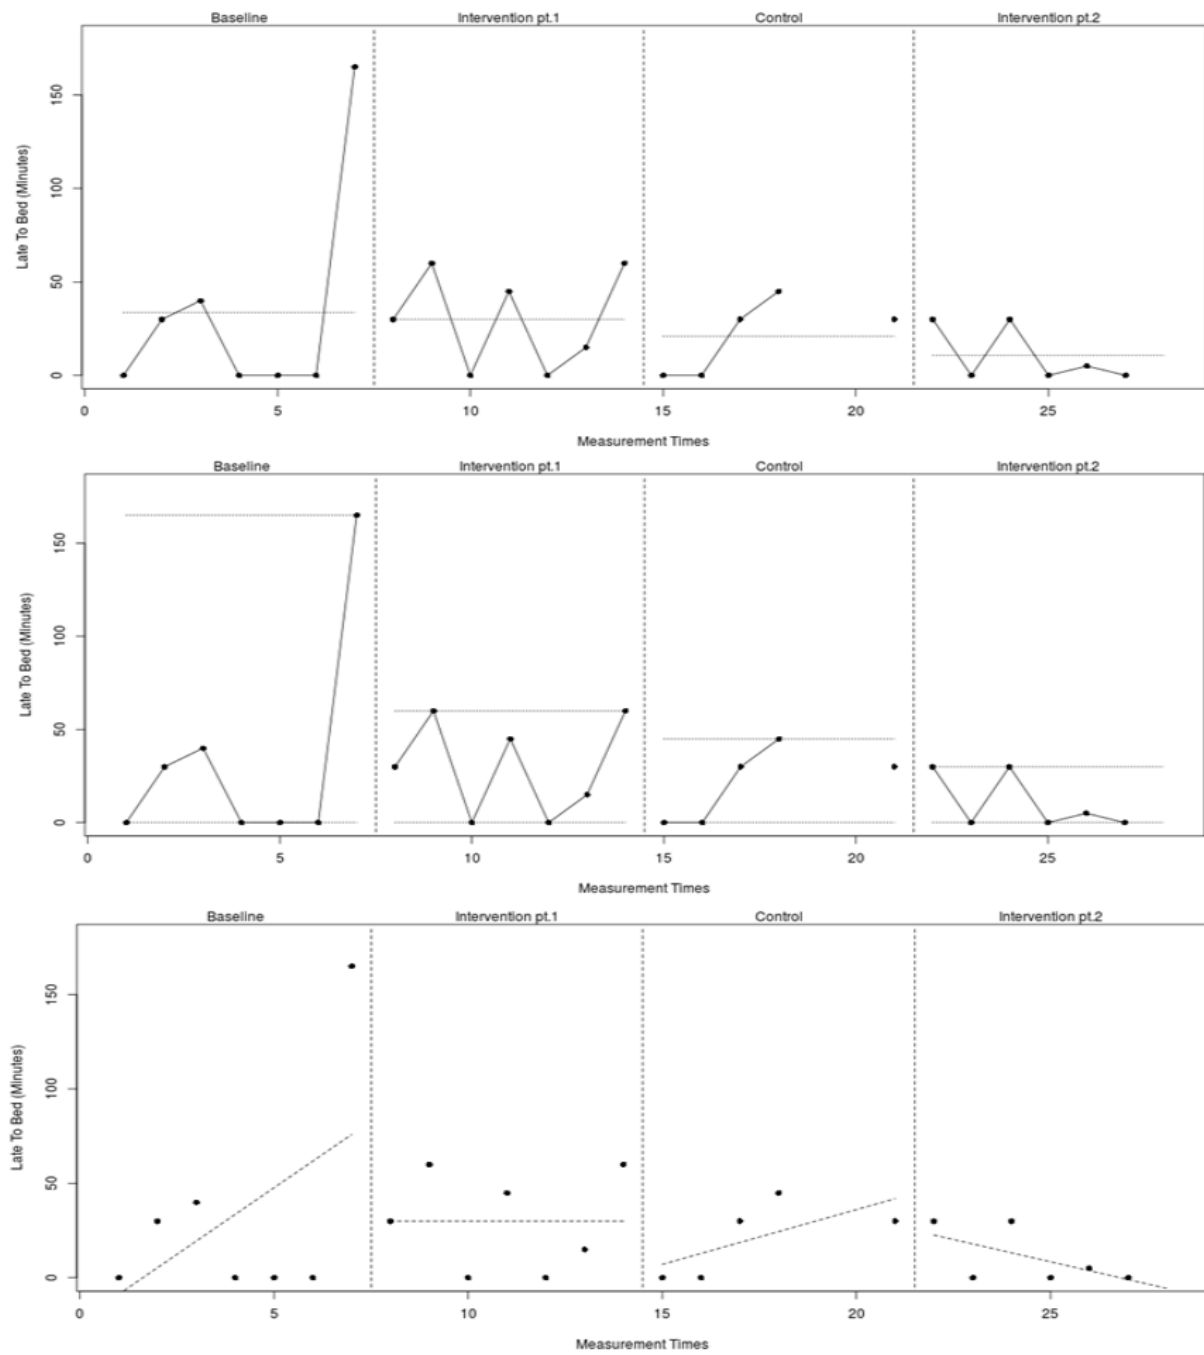 Baseline Intervention pt.1 Control Intervention pt.2
150
100
50
0
Late To Bed (Minutes)
0 5 10 15 20 25
Measurement Times
Baseline Intervention pt.1 Control Intervention pt.2
150
100
50
0
Late To Bed (Minutes)
0 5 10 15 20 25
Measurement Times
Baseline Intervention pt.1 Control Intervention pt.2
150
100
50
0
Late To Bed (Minutes)
0 5 10 15 20 25
Measurement Times